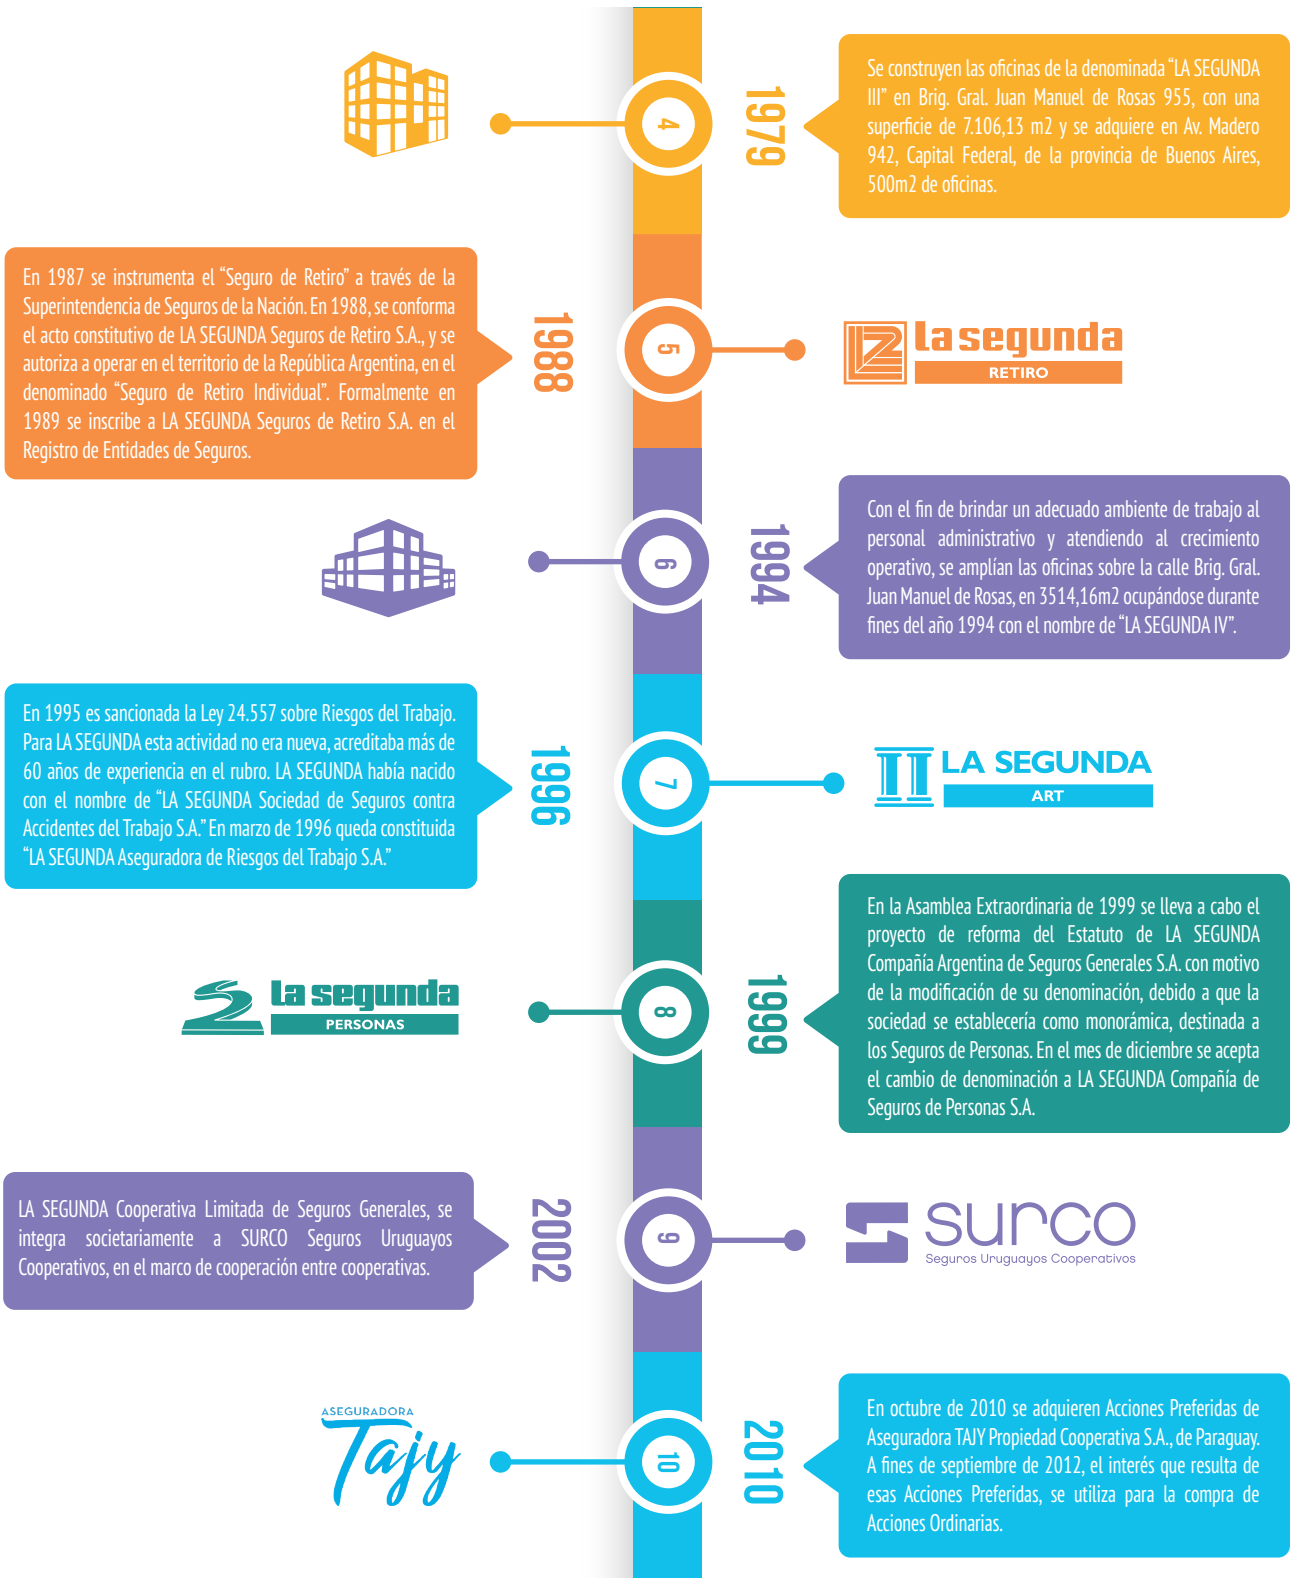 4
1979
Se construyen las oficinas de la denominada “LA SEGUNDA
III” en Brig. Gral. Juan Manuel de Rosas 955, con una
superficie de 7.106,13 m2 y se adquiere en Av. Madero
942, Capital Federal, de la provincia de Buenos Aires,
500m2 de oficinas.
En 1987 se instrumenta el “Seguro de Retiro” a través de la
Superintendencia de Seguros de la Nación. En 1988, se conforma
el acto constitutivo de LA SEGUNDA Seguros de Retiro S.A., y se
autoriza a operar en el territorio de la República Argentina, en el
denominado “Seguro de Retiro Individual”. Formalmente en
1989 se inscribe a LA SEGUNDA Seguros de Retiro S.A. en el
Registro de Entidades de Seguros.
1988
5
la segunda
RETIRO
6
1994
Con el fin de brindar un adecuado ambiente de trabajo al
personal administrativo y atendiendo al crecimiento
operativo, se amplían las oficinas sobre la calle Brig. Gral.
Juan Manuel de Rosas, en 3514,16m2 ocupándose durante
fines del año 1994 con el nombre de “LA SEGUNDA IV”.
En 1995 es sancionada la Ley 24.557 sobre Riesgos del Trabajo.
Para LA SEGUNDA esta actividad no era nueva, acreditaba más de
60 años de experiencia en el rubro. LA SEGUNDA había nacido
con el nombre de “LA SEGUNDA Sociedad de Seguros contra
Accidentes del Trabajo S.A.” En marzo de 1996 queda constituida
“LA SEGUNDA Aseguradora de Riesgos del Trabajo S.A.”
1996
7
LA SEGUNDA
ART
la segunda
PERSONAS
8
1999
En la Asamblea Extraordinaria de 1999 se lleva a cabo el
proyecto de reforma del Estatuto de LA SEGUNDA
Compañía Argentina de Seguros Generales S.A. con motivo
de la modificación de su denominación, debido a que la
sociedad se establecería como monorámica, destinada a
los Seguros de Personas. En el mes de diciembre se acepta
el cambio de denominación a LA SEGUNDA Compañía de
Seguros de Personas S.A.
LA SEGUNDA Cooperativa Limitada de Seguros Generales, se
integra societariamente a SURCO Seguros Uruguayos
Cooperativos, en el marco de cooperación entre cooperativas.
2002
9
surco
Seguros Uruguayos Cooperativos
ASEGURADORA
Tajy
10
2010
En octubre de 2010 se adquieren Acciones Preferidas de
Aseguradora TAJY Propiedad Cooperativa S.A., de Paraguay.
A fines de septiembre de 2012, el interés que resulta de
esas Acciones Preferidas, se utiliza para la compra de
Acciones Ordinarias.